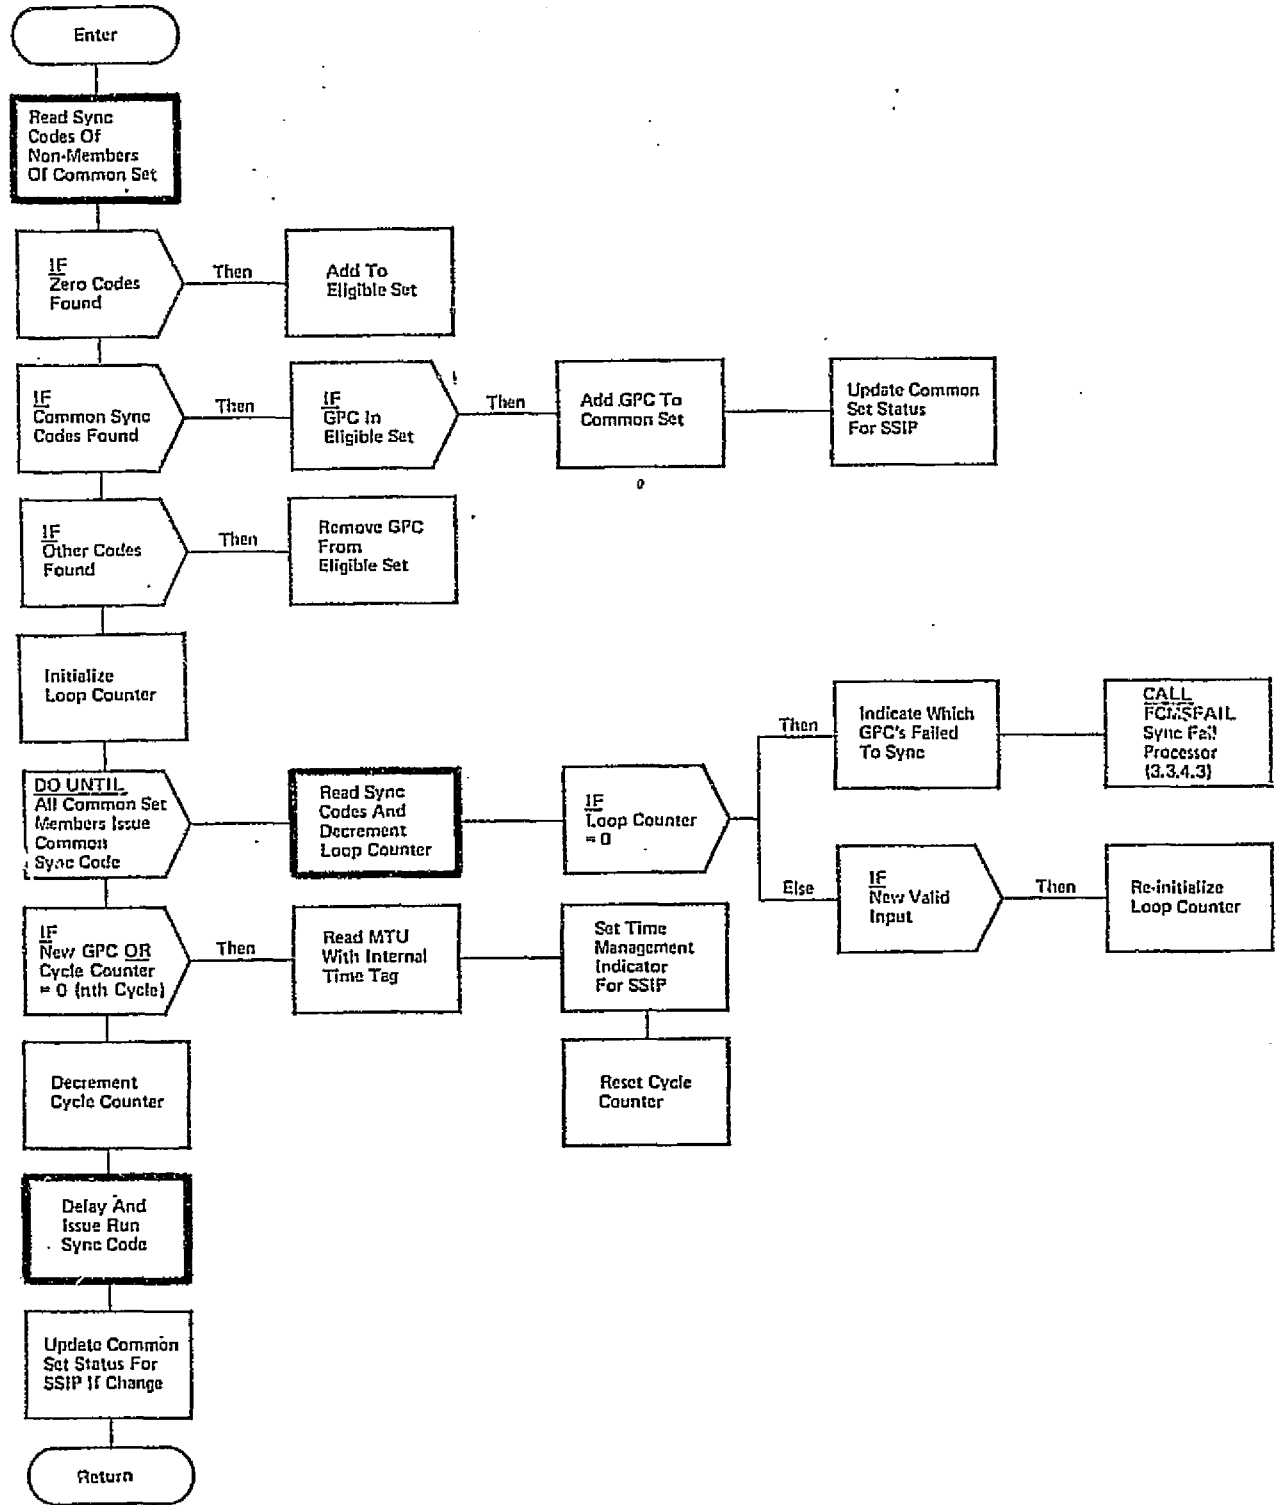 Enter
Read Sync
Codes Of
Non-Members
Of Common Set
IF
Zero Codes
Found
Then
Add To
Eligible Set
IF
Common Sync
Codes Found
Then
IF
GPC In
Eligible Set
Then
Add GPC To
Common Set
Update Common
Set Status
For SSIP
IF
Other Codes
Found
Then
Remove GPC
From
Eligible Set
Initialize
Loop Counter
DO UNTIL
All Common Set
Members Issue
Common
Sync Code
Read Sync
Codes And
Decrement
Loop Counter
IF
Loop Counter
= 0
Then
Indicate Which
GPC's Failed
To Sync
CALL
FCMSFAIL
Sync Fail
Processor
(3.3.4.3)
Else
IF
New Valid
Input
Then
Re-initialize
Loop Counter
IF
New GPC OR
Cycle Counter
= 0 (nth Cycle)
Then
Read MTU
With Internal
Time Tag
Set Time
Management
Indicator
For SSIP
Reset Cycle
Counter
Decrement
Cycle Counter
Delay And
Issue Run
Sync Code
Update Common
Set Status For
SSIP If Change
Return